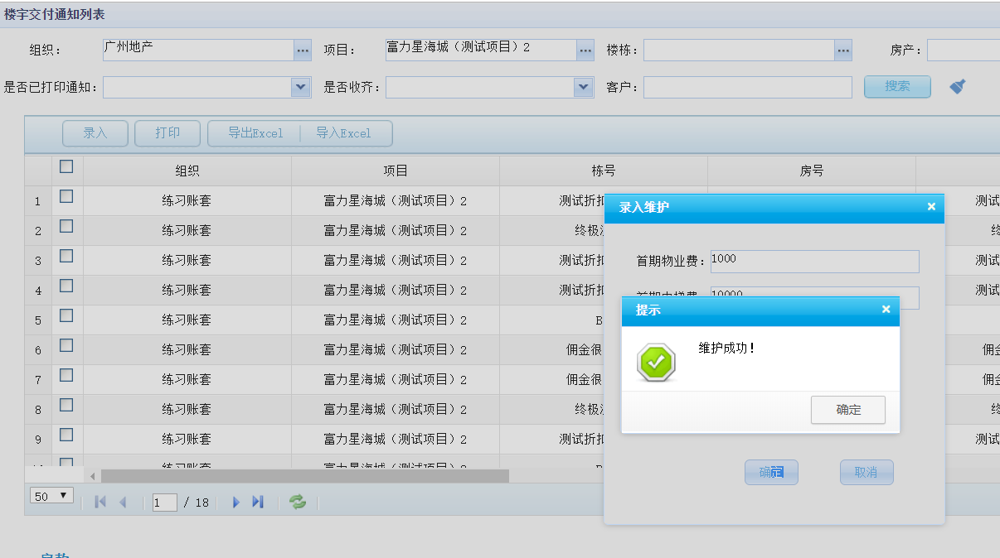 楼宇交付通知列表
组织： 广州地产 项目： 富力星海城（测试项目）2 楼栋： 房产：
是否已打印通知： 是否收齐： 客户： 搜索
录入 打印 导出Excel 导入Excel
组织 项目 栋号 房号
1 练习账套 富力星海城（测试项目）2 测试折扣 测试
2 练习账套 富力星海城（测试项目）2 终极 终
3 练习账套 富力星海城（测试项目）2 测试折扣 测试
4 练习账套 富力星海城（测试项目）2 测试折扣 测试
5 练习账套 富力星海城（测试项目）2 B
6 练习账套 富力星海城（测试项目）2 佣金很 佣金
7 练习账套 富力星海城（测试项目）2 佣金很 佣金
8 练习账套 富力星海城（测试项目）2 终极 终
9 练习账套 富力星海城（测试项目）2 测试折扣 测试
练习账套 富力星海城（测试项目）2
50 1 / 18
录入维护
首期物业费： 1000
10000
提示
维护成功！
确定
确定 取消